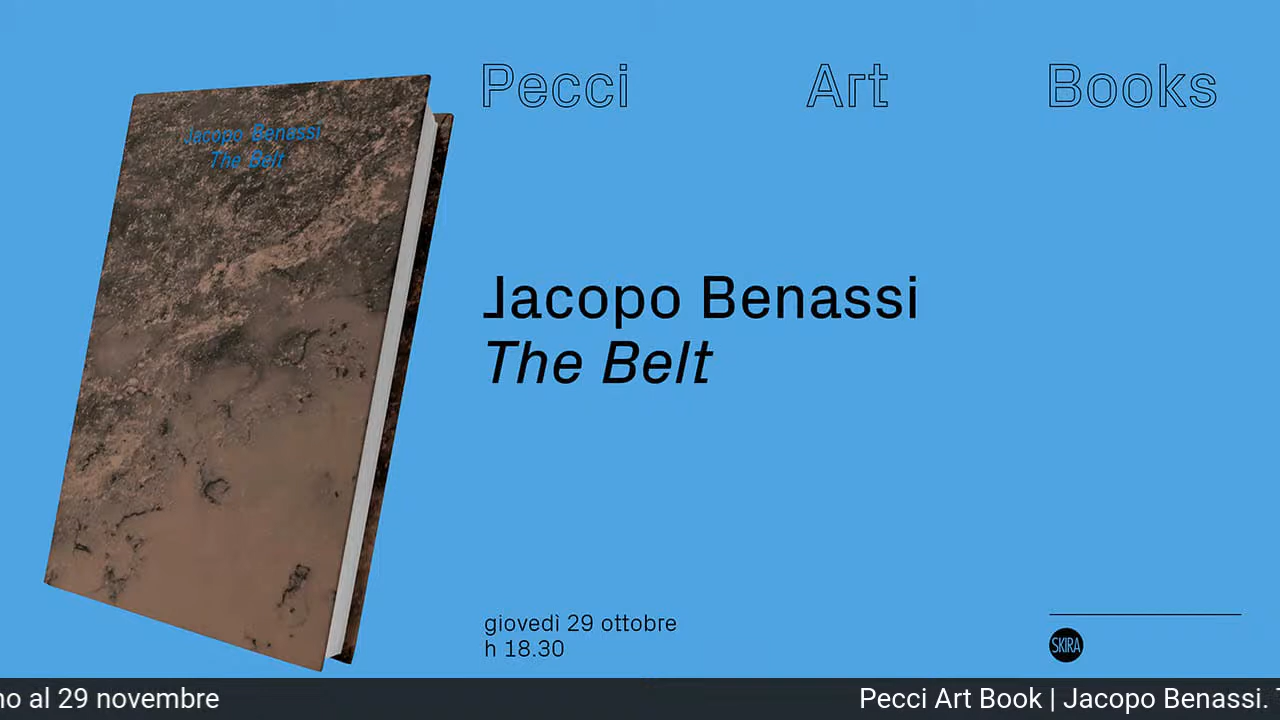 Pecci Art Books
Jacopo Benassi
The Belt
Jacopo Benassi
The Belt
giovedì 29 ottobre
h 18.30
SKIRA
al 29 novembre
Pecci Art Book | Jacopo Benassi.